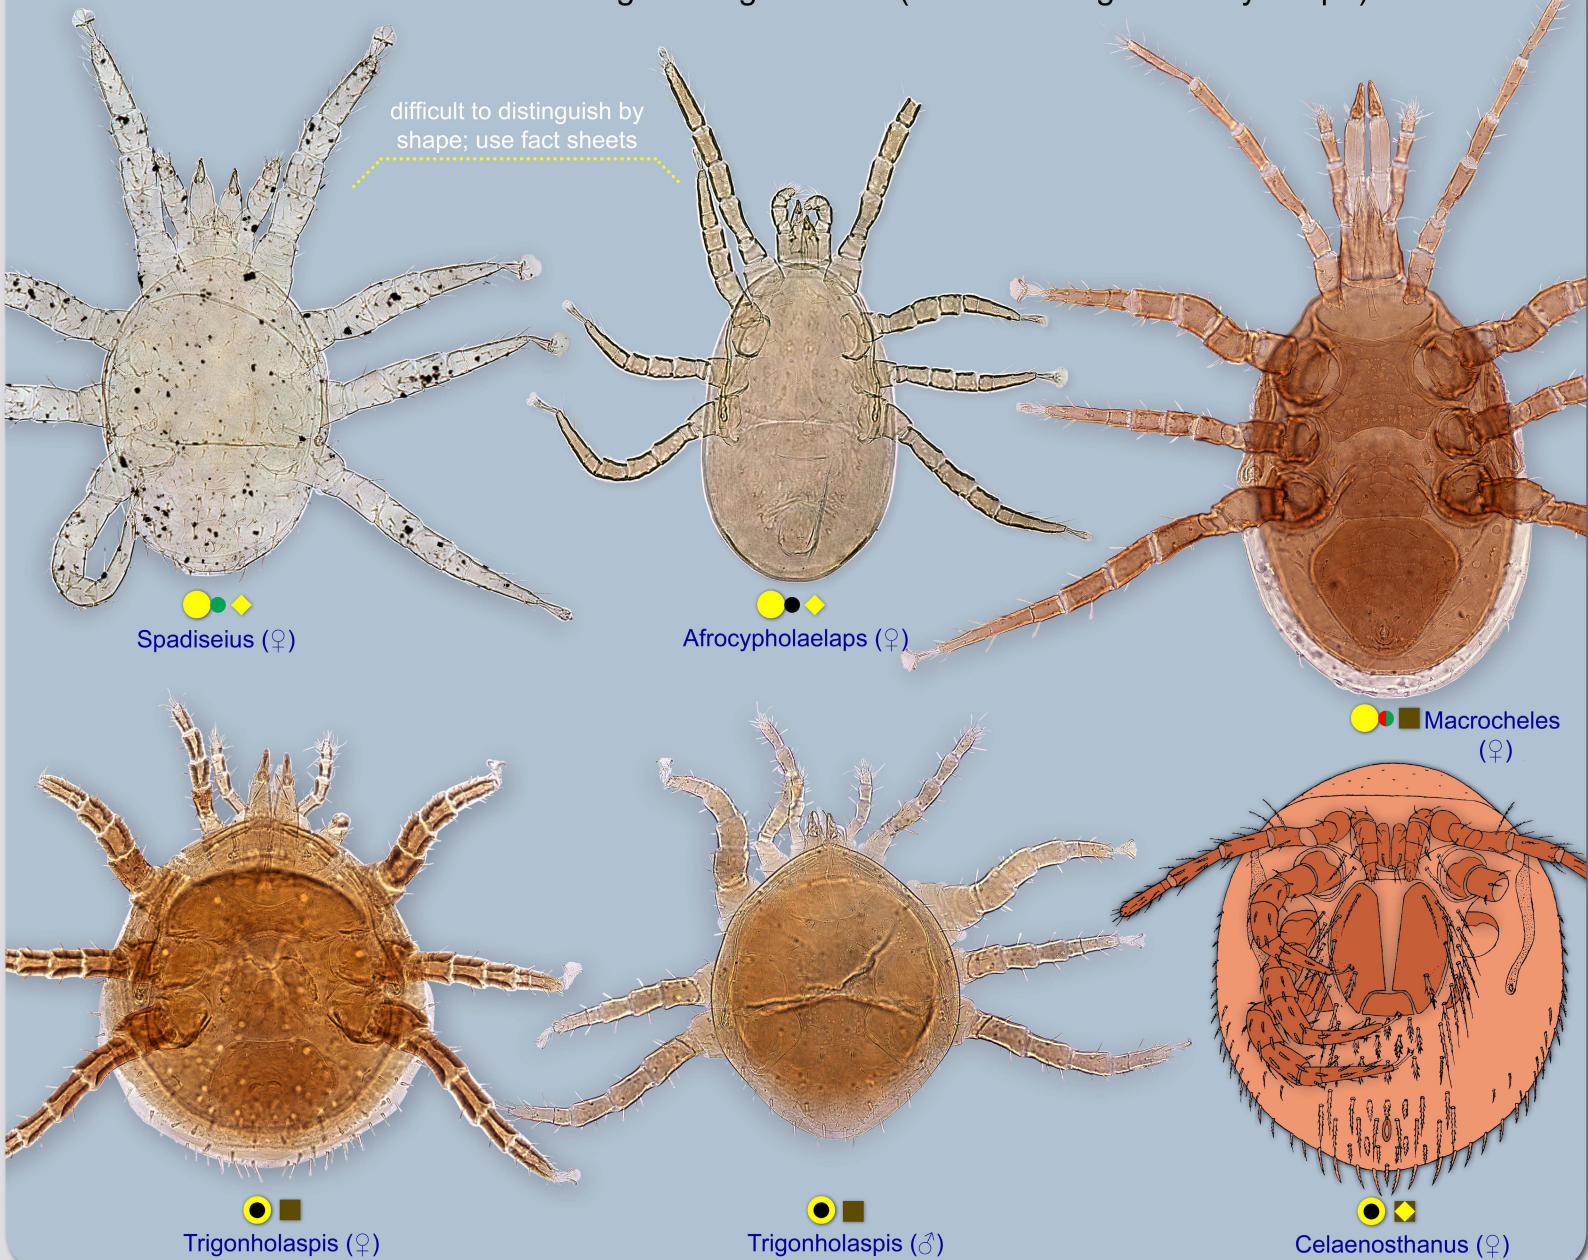 difficult to distinguish by
shape; use fact sheets
Spadiseius (♀)
Afrocypholaelaps (♀)
Macrocheles
(♀)
Trigonholaspis (♀)
Trigonholaspis (♂)
Celaenosthanus (♀)